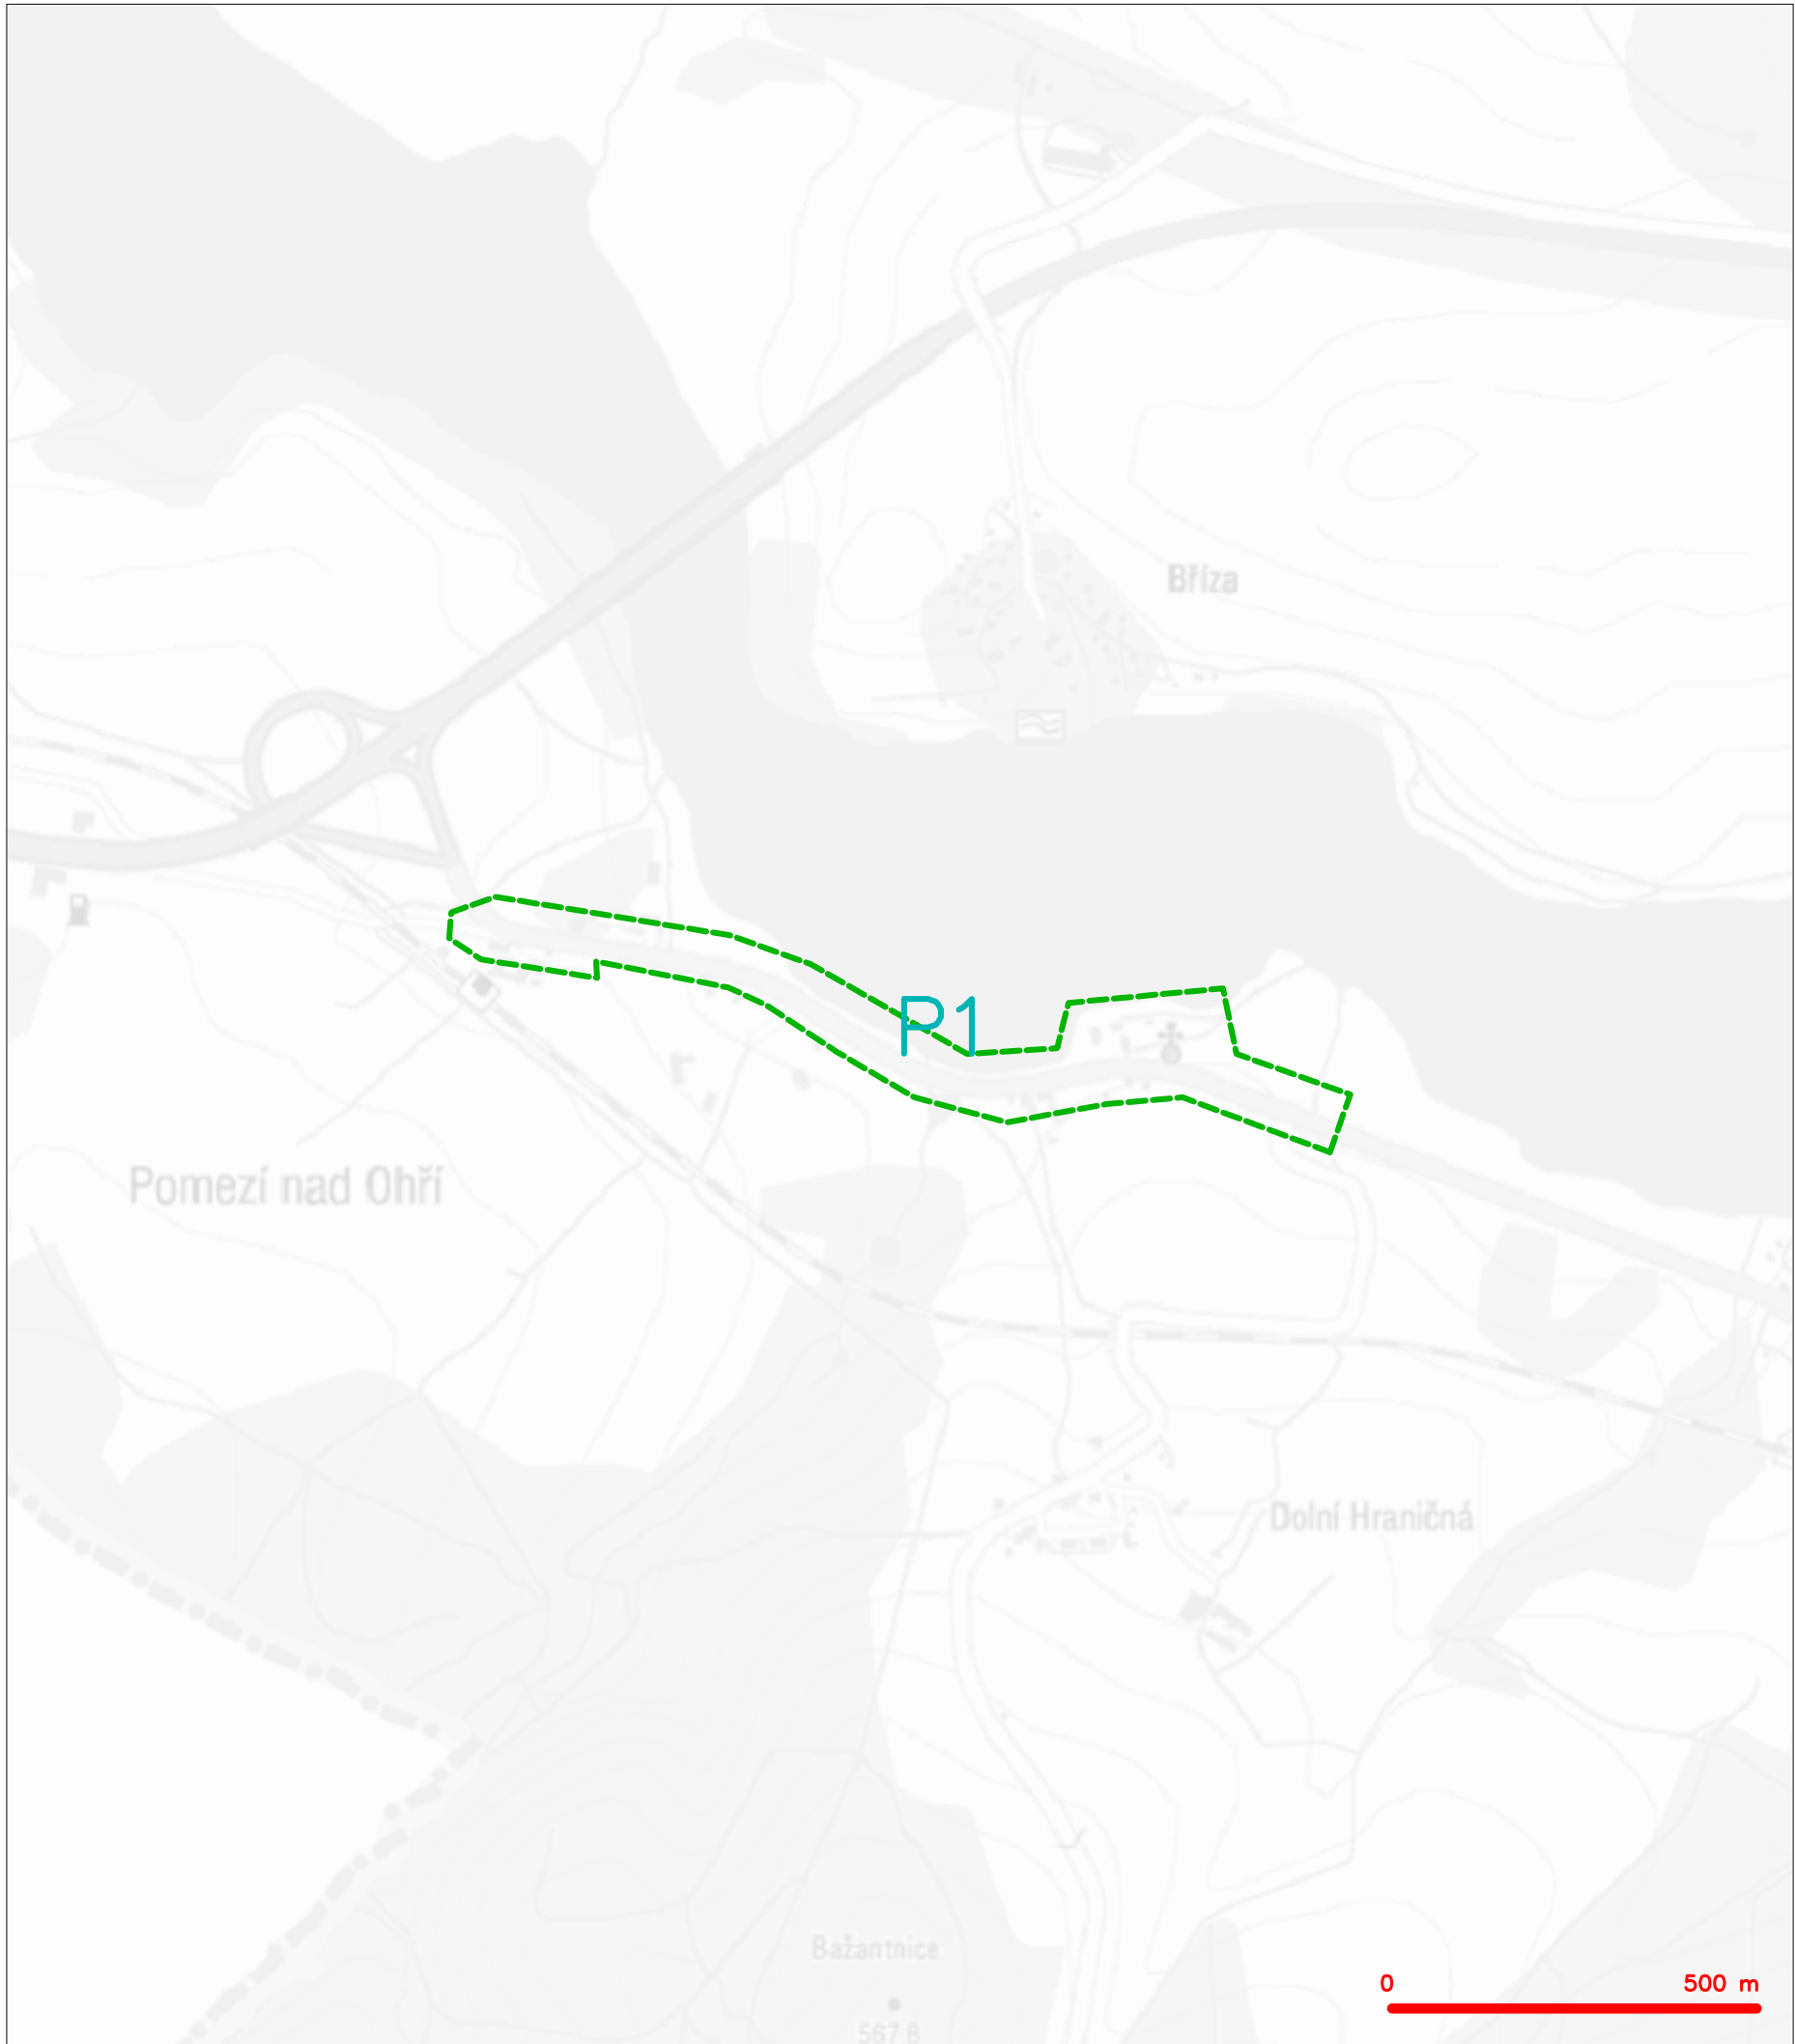 Bříza
P1
Pomezí nad Ohří
Dolní Hraničná
Bažantnice
567.8
0 500 m